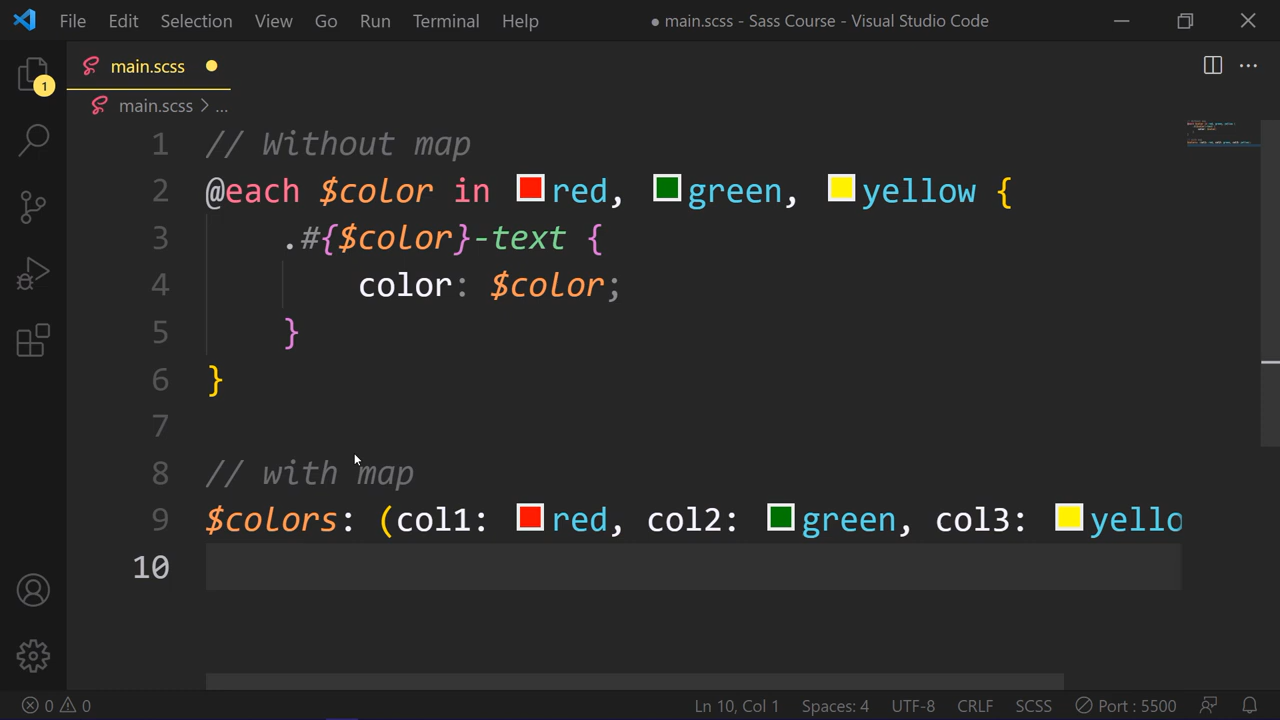 File Edit Selection View Go Run Terminal Help ● main.scss - Sass Course - Visual Studio Code
main.scss
main.scss > ...
1 // Without map
2 @each $color in red, green, yellow {
3 .#{$color}-text {
4 color: $color;
5 }
6 }
7
8 // with map
9 $colors: (col1: red, col2: green, col3: yello
10
1
0 0 Ln 10, Col 1 Spaces: 4 UTF-8 CRLF SCSS Port : 5500